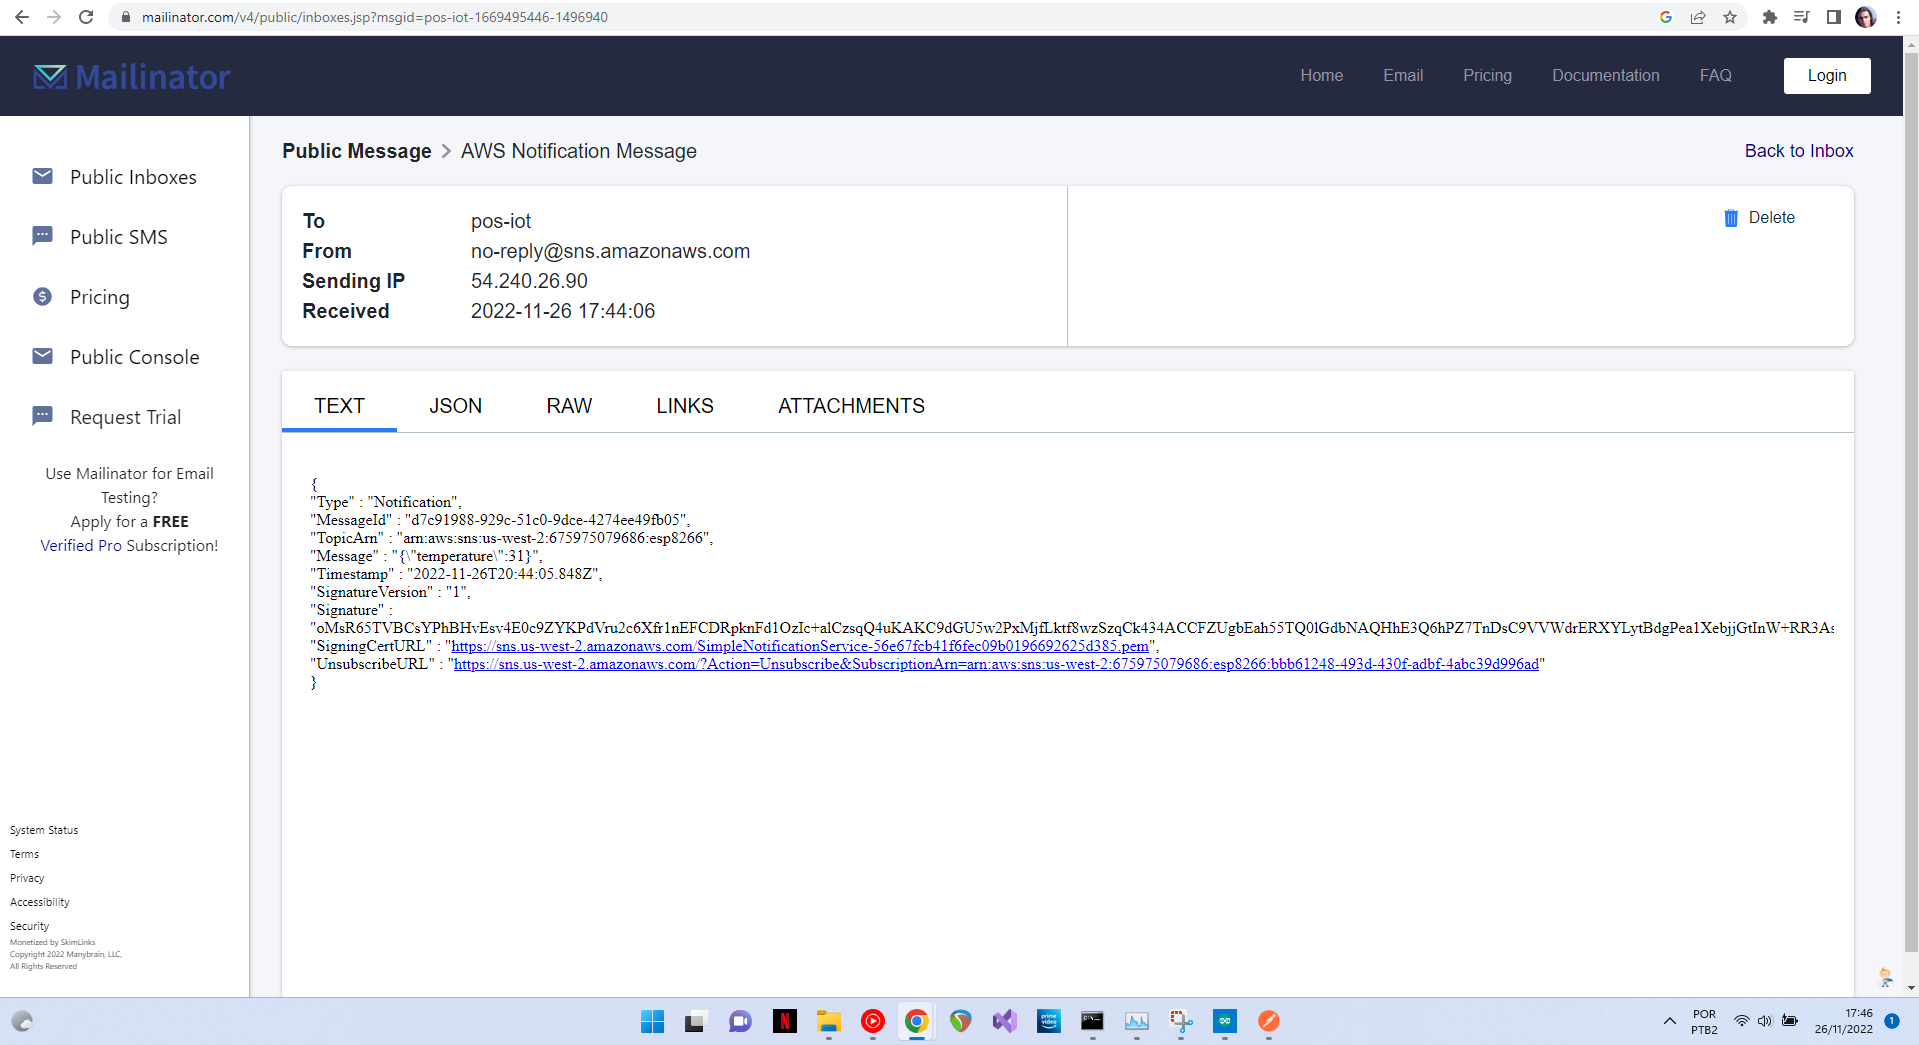 mailinator.com/v4/public/inboxes.jsp?msgid=pos-iot-1669495446-1496940
Mailinator
Home
Email
Pricing
Documentation
FAQ
Login
Public Inboxes
Public SMS
Pricing
Public Console
Request Trial
Use Mailinator for Email
Testing?
Apply for a FREE
Verified Pro Subscription!
System Status
Terms
Privacy
Accessibility
Security
Monetized by SkimLinks
Copyright 2022 Manybrain, LLC,
All Rights Reserved
Public Message > AWS Notification Message
Back to Inbox
To pos-iot
From no-reply@sns.amazonaws.com
Sending IP 54.240.26.90
Received 2022-11-26 17:44:06
Delete
TEXT
JSON
RAW
LINKS
ATTACHMENTS
{
"Type" : "Notification",
"MessageId" : "d7c91988-929c-51c0-9dce-4274ee49fb05",
"TopicArn" : "arn:aws:sns:us-west-2:675975079686:esp8266",
"Message" : "{\"temperature\":31}",
"Timestamp" : "2022-11-26T20:44:05.848Z",
"SignatureVersion" : "1",
"Signature" :
"oMsR65TVBCsYPhBHvEsv4E0c9ZYKPdVru2c6Xfr1nEFCDRpknFd1OzIc+alCzsqQ4uKAKC9dGU5w2PxMjfLktf8wzSzqCk434ACCFZUgbEah55TQ0lGdbNAQHhE3Q6hPZ7TnDsC9VVWdrERXYLytBdgPea1XebjjGtInW+RR3As
"SigningCertURL" : "https://sns.us-west-2.amazonaws.com/SimpleNotificationService-56e67fcb41f6fec09b0196692625d385.pem",
"UnsubscribeURL" : "https://sns.us-west-2.amazonaws.com/?Action=Unsubscribe&SubscriptionArn=arn:aws:sns:us-west-2:675975079686:esp8266:bbb61248-493d-430f-adbf-4abc39d996ad"
}
prime video
POR
PTB2
17:46
26/11/2022
1